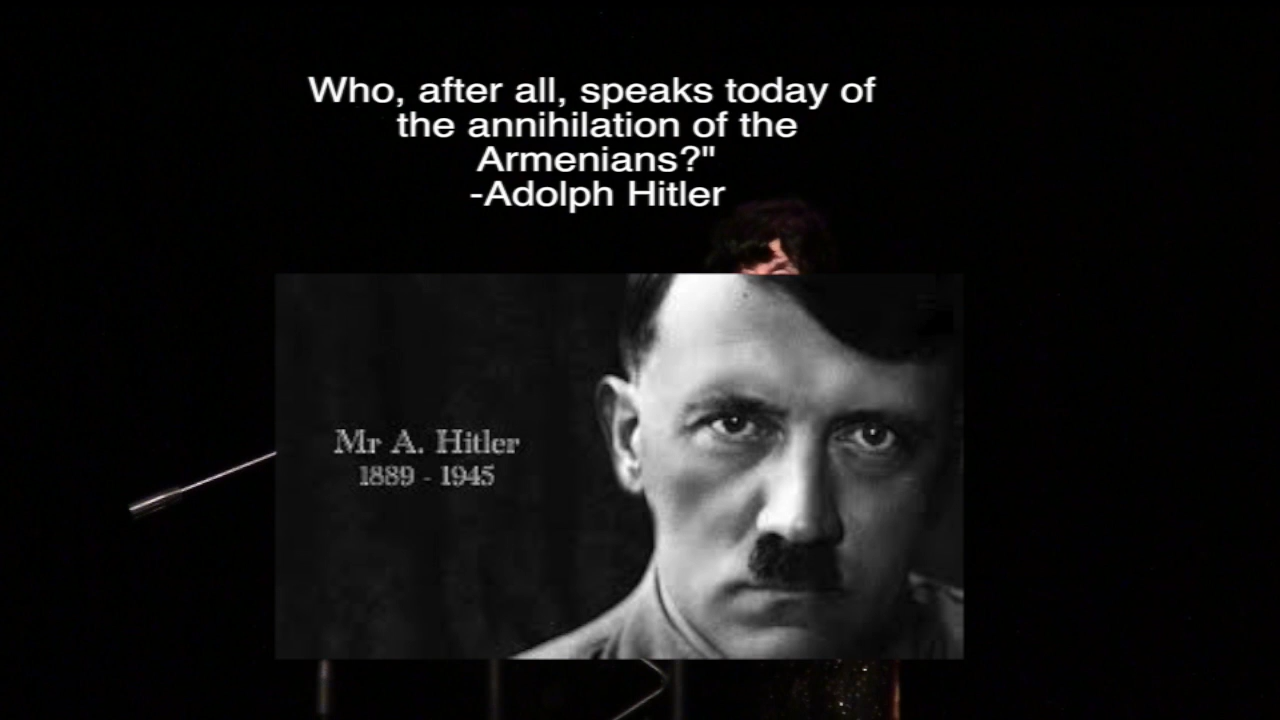 Who, after all, speaks today of
the annihilation of the
Armenians?"
-Adolph Hitler
Mr A. Hitler
1889 - 1945